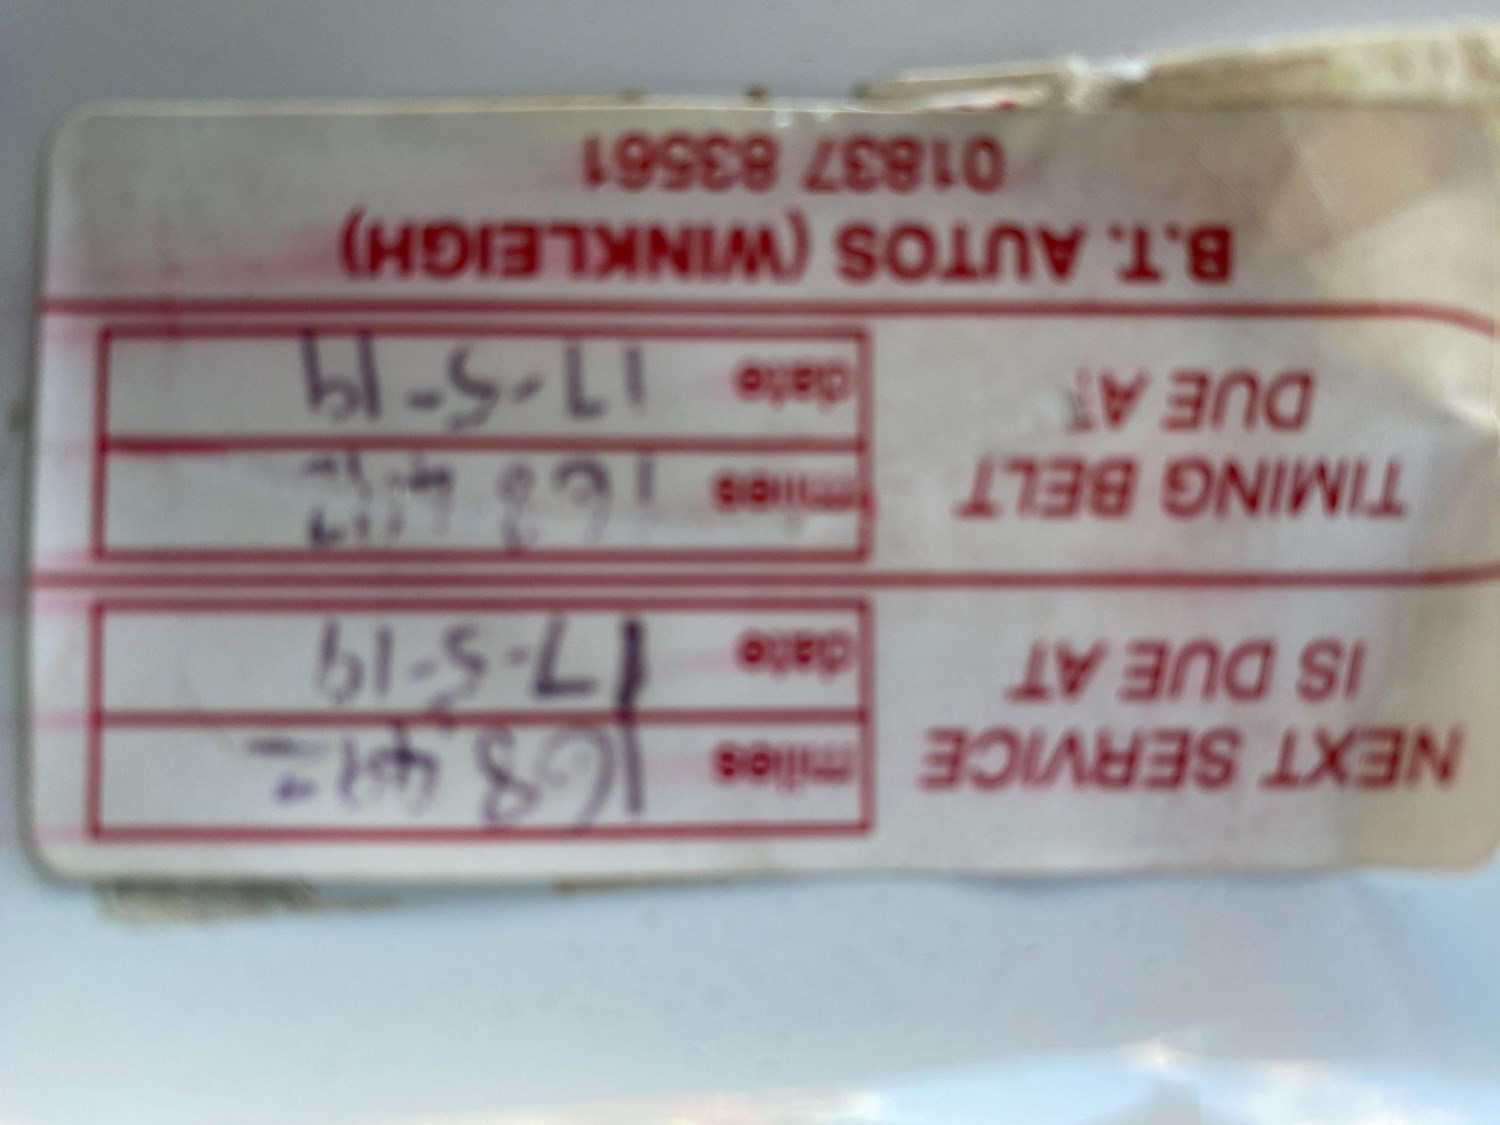 NEXT SERVICE
IS DUE AT
miles
date 17-5-19
TIMING BELT
DUE AT
miles
date 17-5-19
B.T. AUTOS (WINKLEIGH)
01837 83561